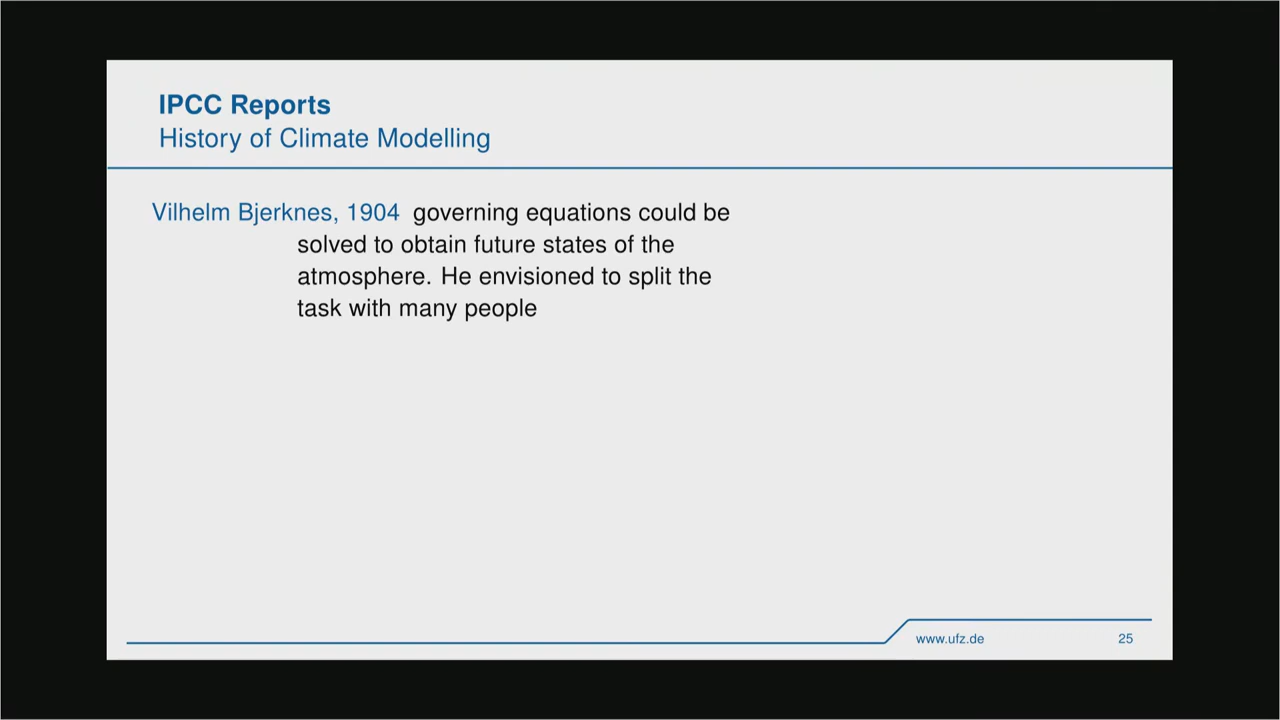 IPCC Reports
History of Climate Modelling
Vilhelm Bjerknes, 1904 governing equations could be
solved to obtain future states of the
atmosphere. He envisioned to split the
task with many people
www.ufz.de 25